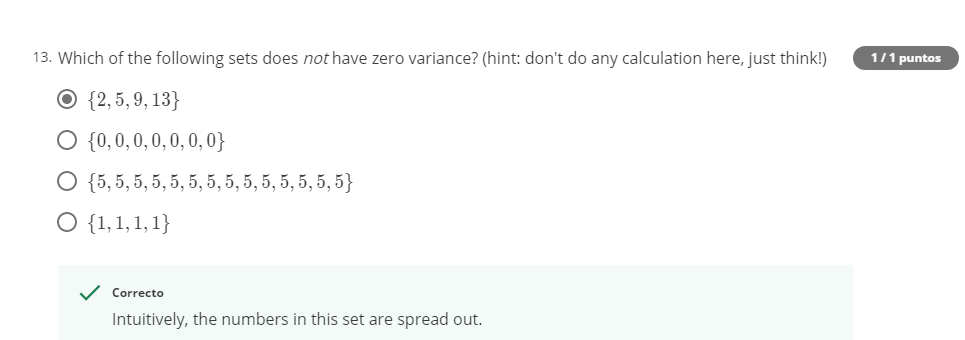 13. Which of the following sets does not have zero variance? (hint: don't do any calculation here, just think!)
1 / 1 puntos
{2, 5, 9, 13}
{0, 0, 0, 0, 0, 0, 0}
{5, 5, 5, 5, 5, 5, 5, 5, 5, 5, 5, 5, 5, 5}
{1, 1, 1, 1}
Correcto
Intuitively, the numbers in this set are spread out.